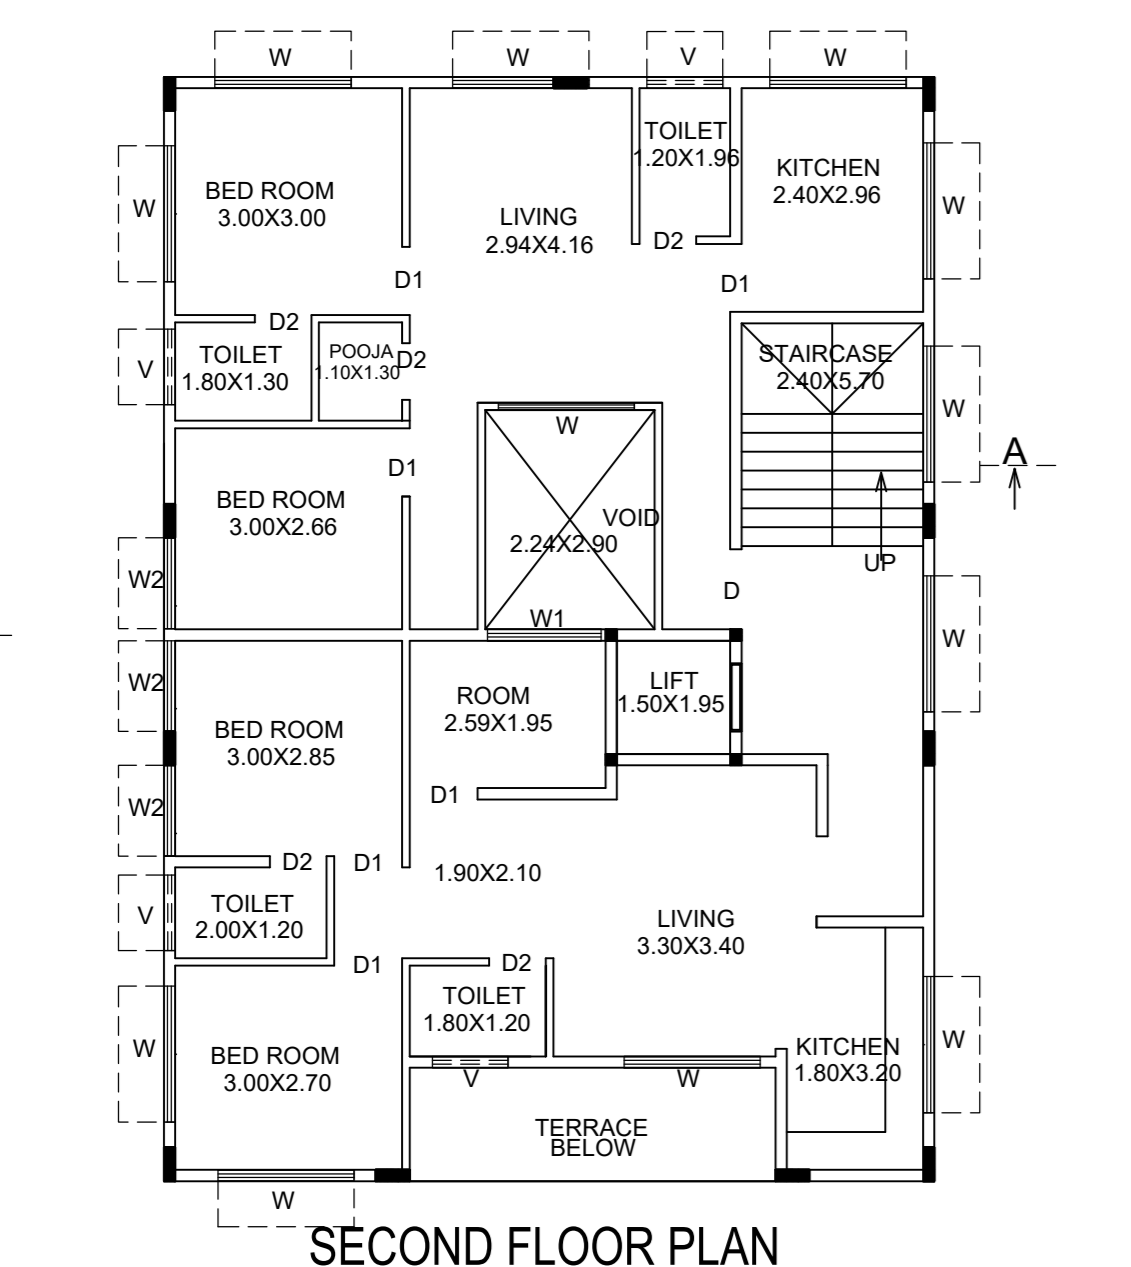 W
W
V
W
TOILET
1.20X1.96
KITCHEN
2.40X2.96
BED ROOM
3.00X3.00
W
LIVING
2.94X4.16
W
D2
D1
D1
D2
V
TOILET
1.80X1.30
POOJA
1.10X1.30
D2
STAIRCASE
2.40X5.70
W
W
A
D1
BED ROOM
3.00X2.66
VOID
2.24X2.90
UP
W2
D
W1
W
W2
BED ROOM
3.00X2.85
ROOM
2.59X1.95
LIFT
1.50X1.95
D1
W2
D2
D1
1.90X2.10
V
TOILET
2.00X1.20
LIVING
3.30X3.40
D1
D2
TOILET
1.80X1.20
W
BED ROOM
3.00X2.70
KITCHEN
1.80X3.20
W
V
W
TERRACE
BELOW
W
SECOND FLOOR PLAN